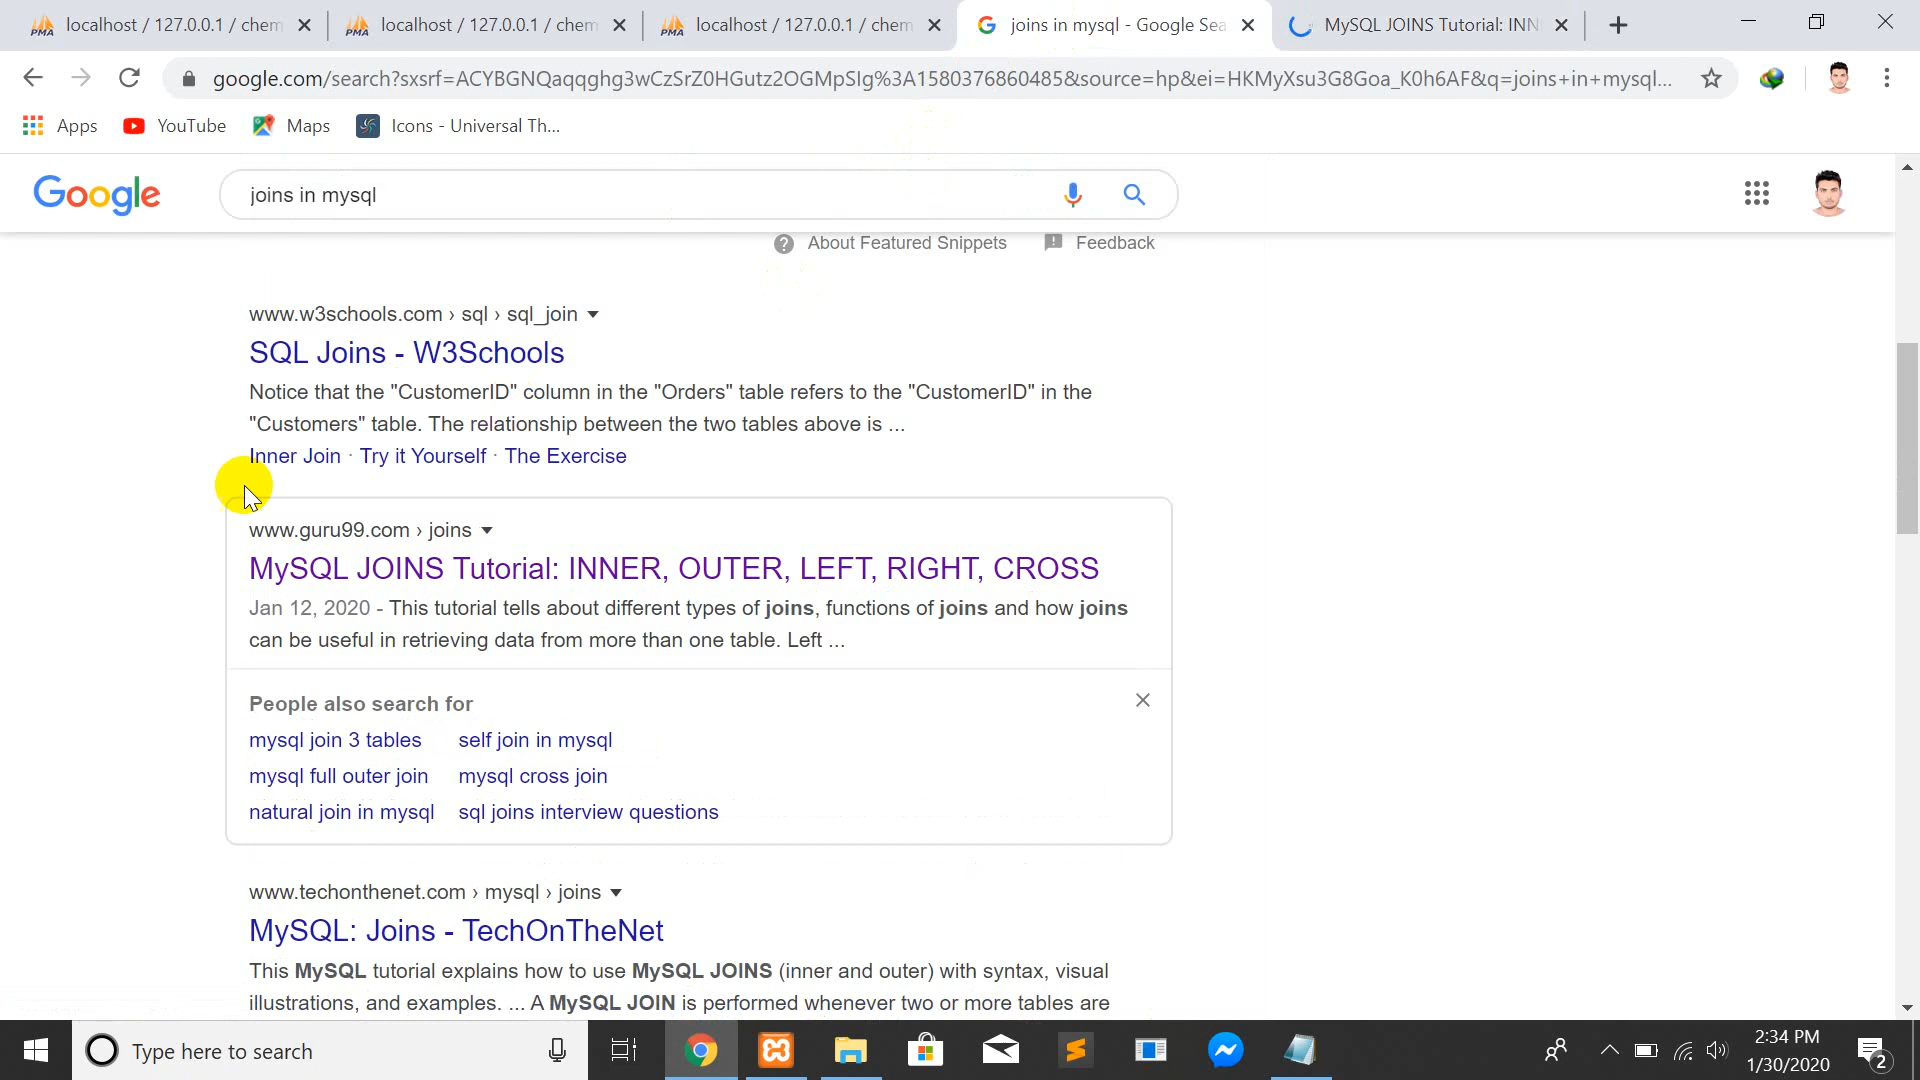 localhost / 127.0.0.1 / chem
localhost / 127.0.0.1 / chem
localhost / 127.0.0.1 / chem
joins in mysql - Google Sea
MySQL JOINS Tutorial: INN
google.com/search?sxsrf=ACYBGNQaqqghg3wCzSrZ0HGutz2OGMpSIg%3A1580376860485&source=hp&ei=HKMyXsu3G8Goa_K0h6AF&q=joins+in+mysql...
Apps
YouTube
Maps
Icons - Universal Th...
Google
joins in mysql
About Featured Snippets
Feedback
www.w3schools.com › sql › sql_join
SQL Joins - W3Schools
Notice that the "CustomerID" column in the "Orders" table refers to the "CustomerID" in the
"Customers" table. The relationship between the two tables above is ...
Inner Join · Try it Yourself · The Exercise
www.guru99.com › joins
MySQL JOINS Tutorial: INNER, OUTER, LEFT, RIGHT, CROSS
Jan 12, 2020 - This tutorial tells about different types of joins, functions of joins and how joins
can be useful in retrieving data from more than one table. Left ...
People also search for
mysql join 3 tables
self join in mysql
mysql full outer join
mysql cross join
natural join in mysql
sql joins interview questions
www.techonthenet.com › mysql › joins
MySQL: Joins - TechOnTheNet
This MySQL tutorial explains how to use MySQL JOINS (inner and outer) with syntax, visual
illustrations, and examples. ... A MySQL JOIN is performed whenever two or more tables are
Type here to search
2:34 PM
1/30/2020
2